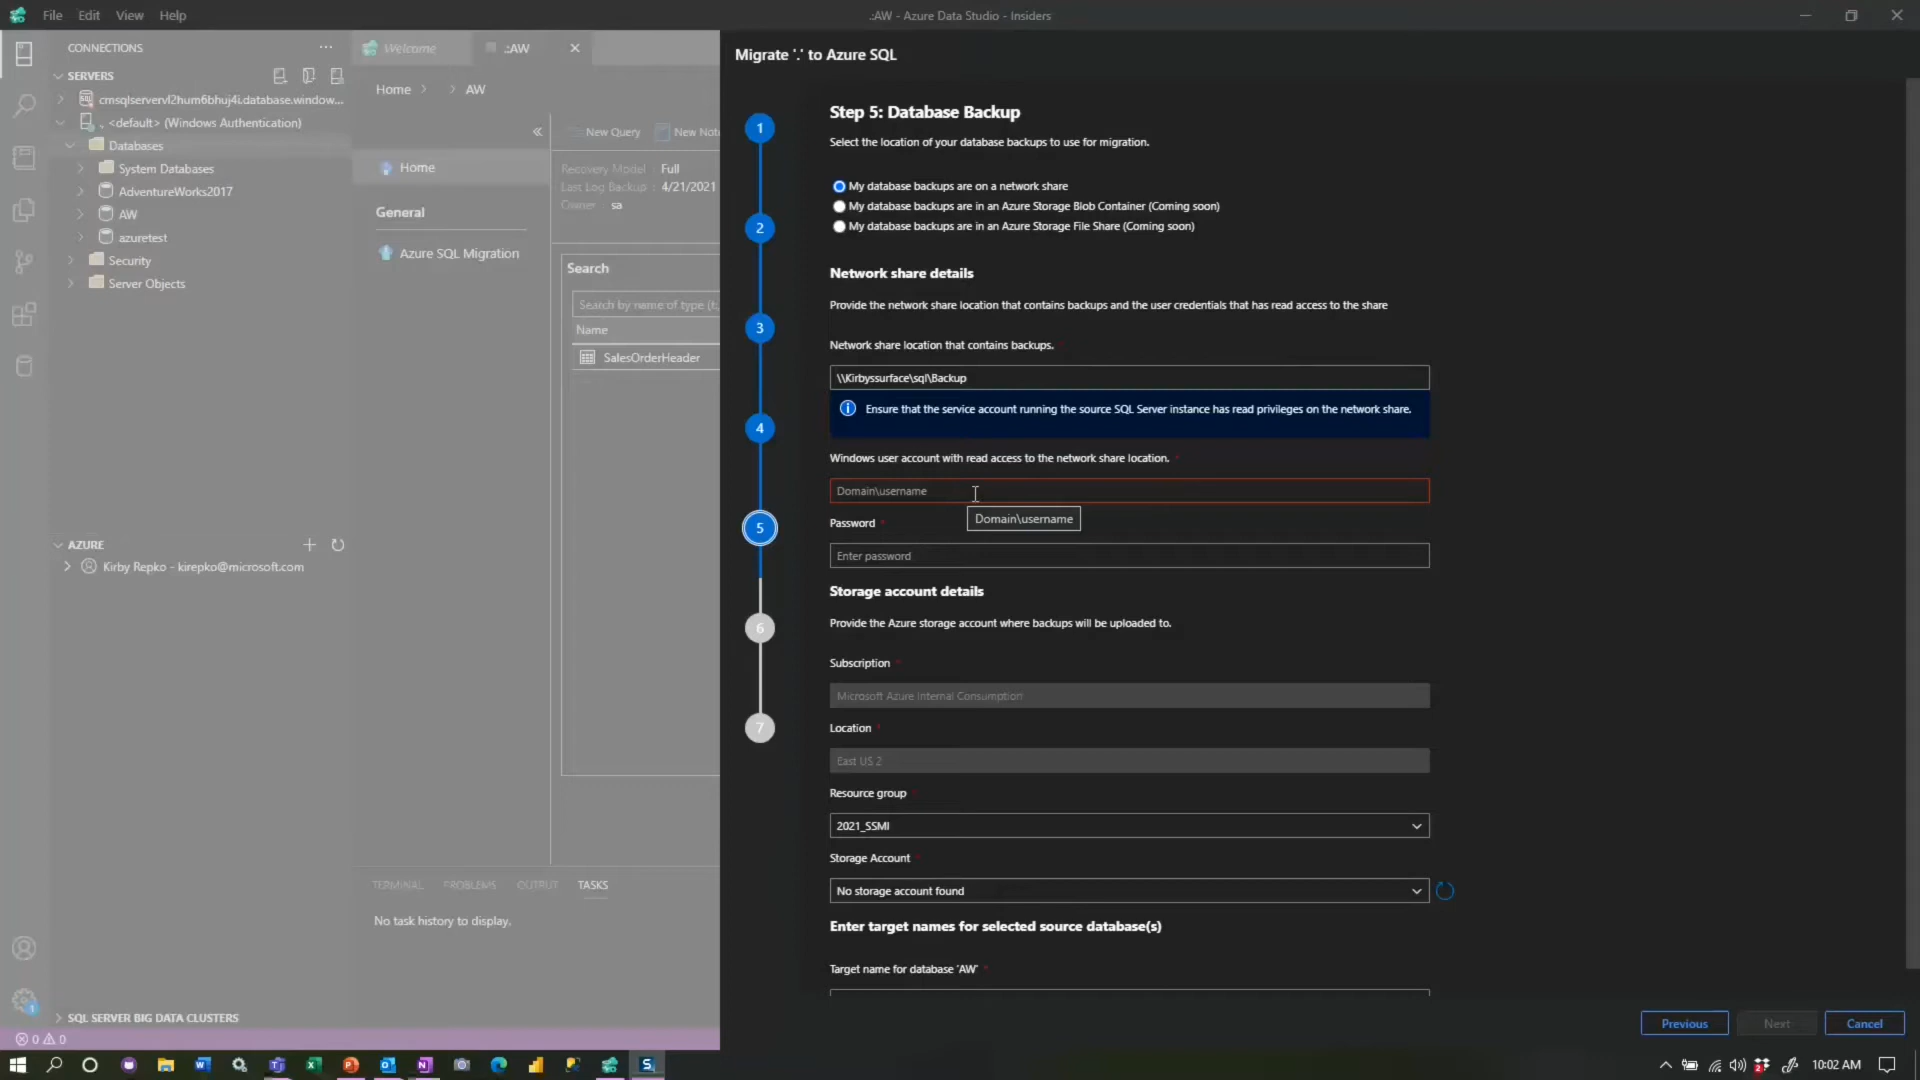 File Edit View Help
.:AW - Azure Data Studio - Insiders
CONNECTIONS
SERVERS
cmsqlservervl2hum6bhuj4i.database.window...
., <default> (Windows Authentication)
Databases
System Databases
AdventureWorks2017
AW
azuretest
Security
Server Objects
AZURE
Kirby Repko - kirepko@microsoft.com
SQL SERVER BIG DATA CLUSTERS
0 0
1
Welcome
.:AW
Home > > AW
New Query
Home
General
Azure SQL Migration
Recovery Model : Full
Last Log Backup : 4/21/2021
Owner : sa
Search
Search by name of type (t,
Name
SalesOrderHeader
TERMINAL PROBLEMS OUTPUT TASKS
No task history to display.
Migrate '.' to Azure SQL
1
2
3
4
5
6
7
Step 5: Database Backup
Select the location of your database backups to use for migration.
My database backups are on a network share
My database backups are in an Azure Storage Blob Container (Coming soon)
My database backups are in an Azure Storage File Share (Coming soon)
Network share details
Provide the network share location that contains backups and the user credentials that has read access to the share
Network share location that contains backups. *
\\Kirbyssurface\sql\Backup
Ensure that the service account running the source SQL Server instance has read privileges on the network share.
Windows user account with read access to the network share location. *
Domain\username
Domain\username
Password *
Enter password
Storage account details
Provide the Azure storage account where backups will be uploaded to.
Subscription *
Microsoft Azure Internal Consumption
Location *
East US 2
Resource group *
2021_SSMI
Storage Account *
No storage account found
Enter target names for selected source database(s)
Target name for database 'AW' *
Previous Next Cancel
10:02 AM